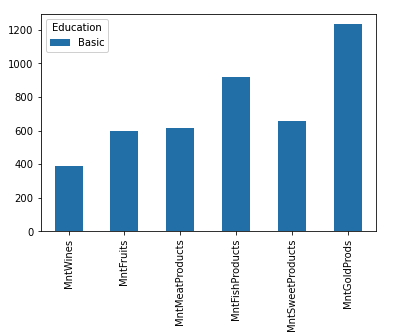 Education
Basic
1200
1000
800
600
400
200
0
MntWines
MntFruits
MntMeatProducts
MntFishProducts
MntSweetProducts
MntGoldProds